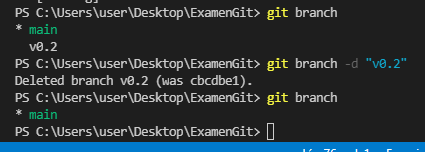 PS C:\Users\user\Desktop\ExamenGit> git branch
* main
  v0.2
PS C:\Users\user\Desktop\ExamenGit> git branch -d "v0.2"
Deleted branch v0.2 (was cbcdbe1).
PS C:\Users\user\Desktop\ExamenGit> git branch
* main
PS C:\Users\user\Desktop\ExamenGit>